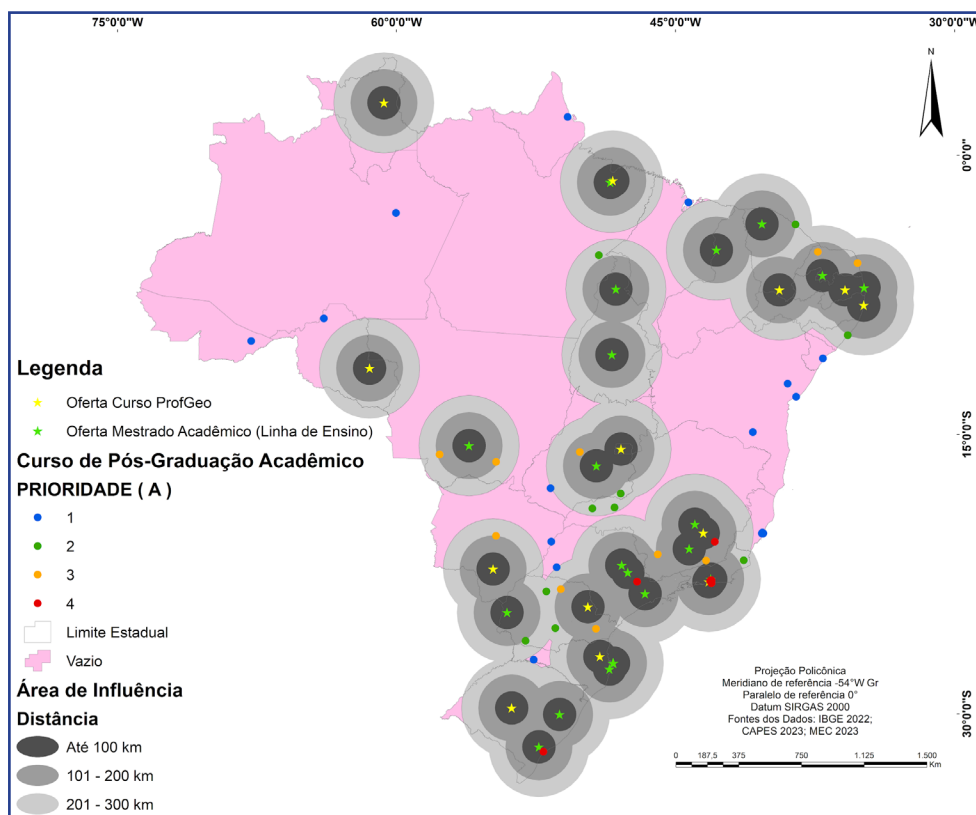 75°0'0"W
60°0'0"W
45°0'0"W
30°0'0"W
N
0°0'0"
15°0'0"S
30°0'0"S
Legenda
Oferta Curso ProfGeo
Oferta Mestrado Acadêmico (Linha de Ensino)
Curso de Pós-Graduação Acadêmico
PRIORIDADE ( A )
1
2
3
4
Limite Estadual
Vazio
Área de Influência
Distância
Até 100 km
101 - 200 km
201 - 300 km
Projeção Policônica
Meridiano de referência -54°W Gr
Paralelo de referência 0°
Datum SIRGAS 2000
Fontes dos Dados: IBGE 2022;
CAPES 2023; MEC 2023
0 187,5 375 750 1.125 1.500
Km